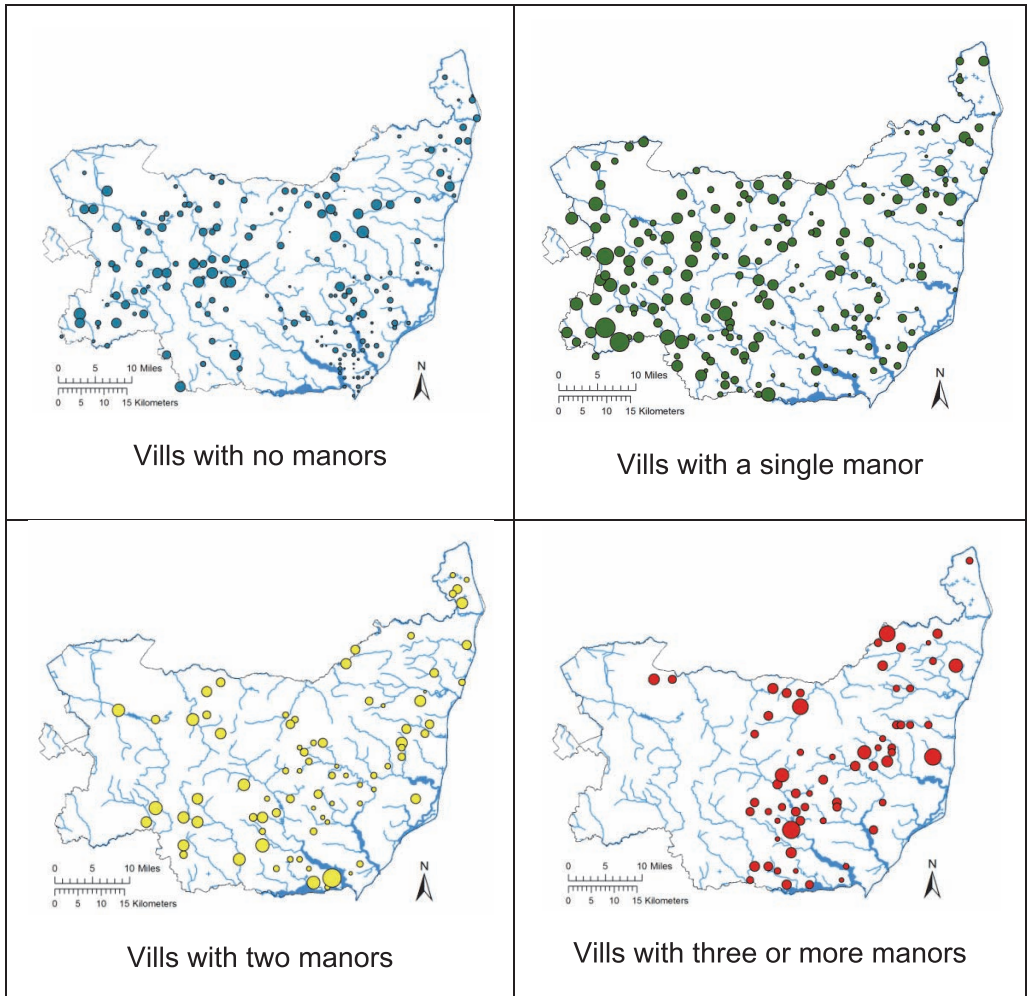 N
0 5 10 Miles
0 5 10 15 Kilometers
Vills with no manors
N
0 5 10 Miles
0 5 10 15 Kilometers
Vills with a single manor
N
0 5 10 Miles
0 5 10 15 Kilometers
Vills with two manors
N
0 5 10 Miles
0 5 10 15 Kilometers
Vills with three or more manors